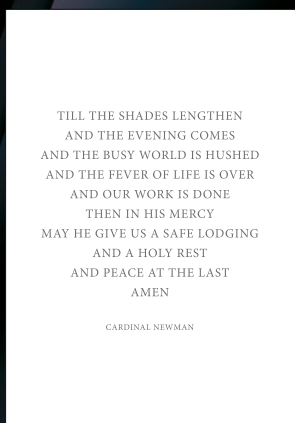 TILL THE SHADES LENGTHEN
AND THE EVENING COMES
AND THE BUSY WORLD IS HUSHED
AND THE FEVER OF LIFE IS OVER
AND OUR WORK IS DONE
THEN IN HIS MERCY
MAY HE GIVE US A SAFE LODGING
AND A HOLY REST
AND PEACE AT THE LAST
AMEN
CARDINAL NEWMAN